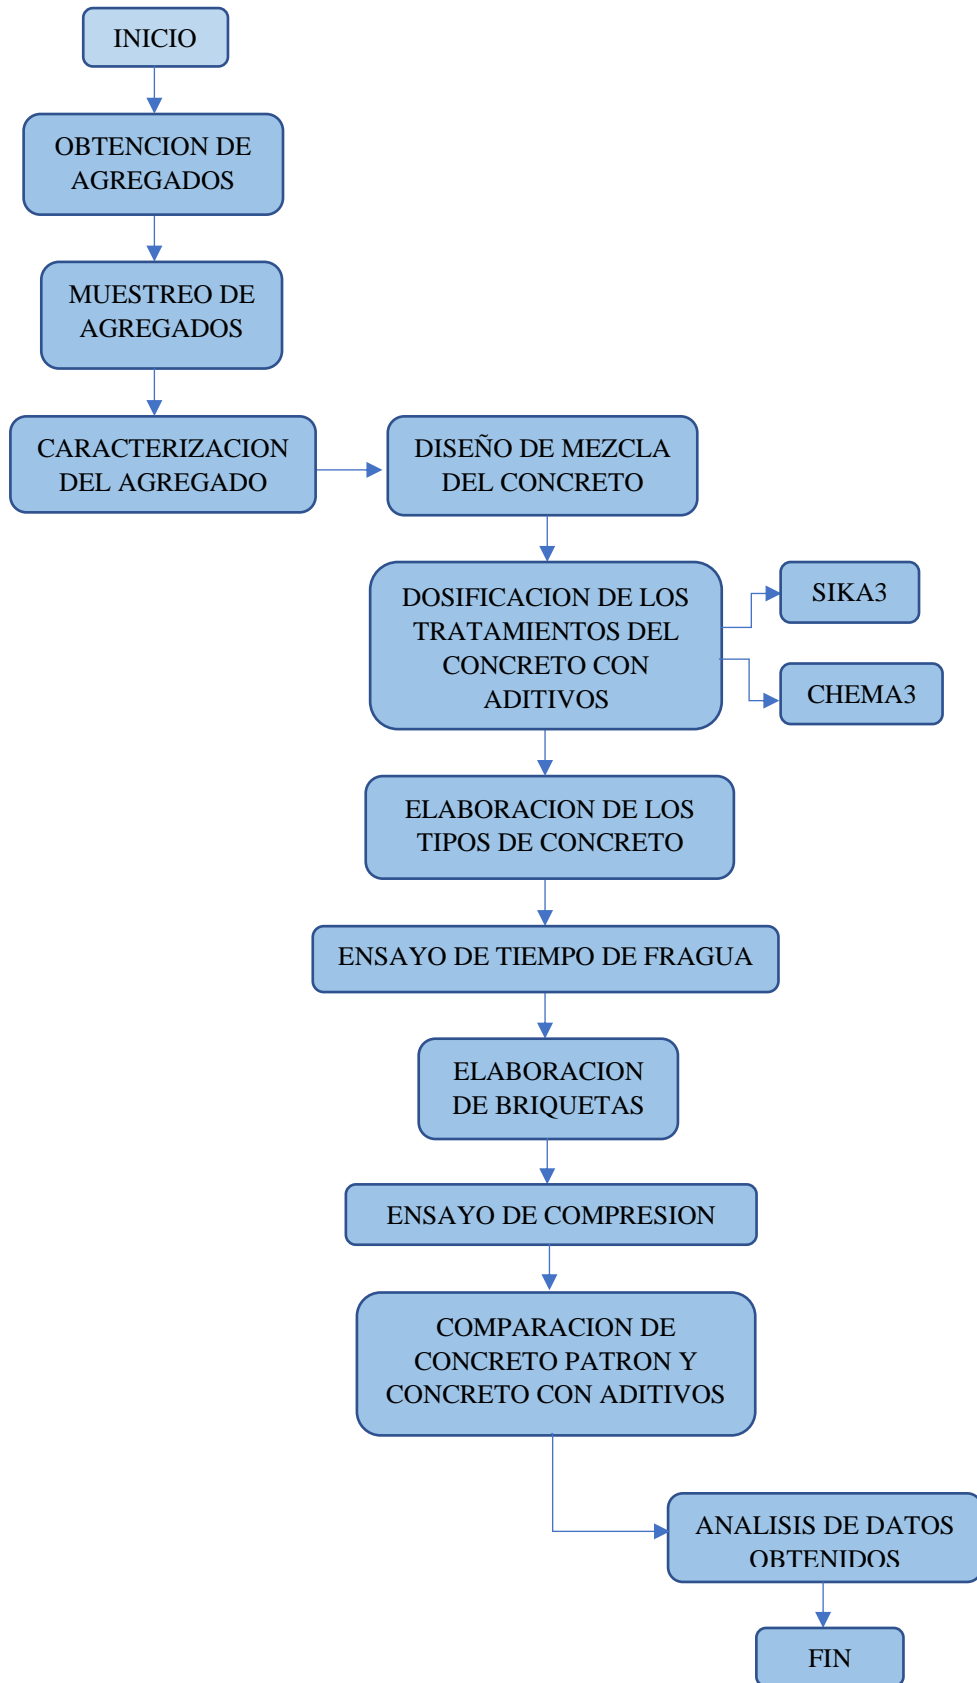 INICIO
OBTENCION DE
AGREGADOS
MUESTREO DE
AGREGADOS
CARACTERIZACION
DEL AGREGADO
DISEÑO DE MEZCLA
DEL CONCRETO
DOSIFICACION DE LOS
TRATAMIENTOS DEL
CONCRETO CON
ADITIVOS
SIKA3
CHEMA3
ELABORACION DE LOS
TIPOS DE CONCRETO
ENSAYO DE TIEMPO DE FRAGUA
ELABORACION
DE BRIQUETAS
ENSAYO DE COMPRESION
COMPARACION DE
CONCRETO PATRON Y
CONCRETO CON ADITIVOS
ANALISIS DE DATOS
OBTENIDOS
FIN